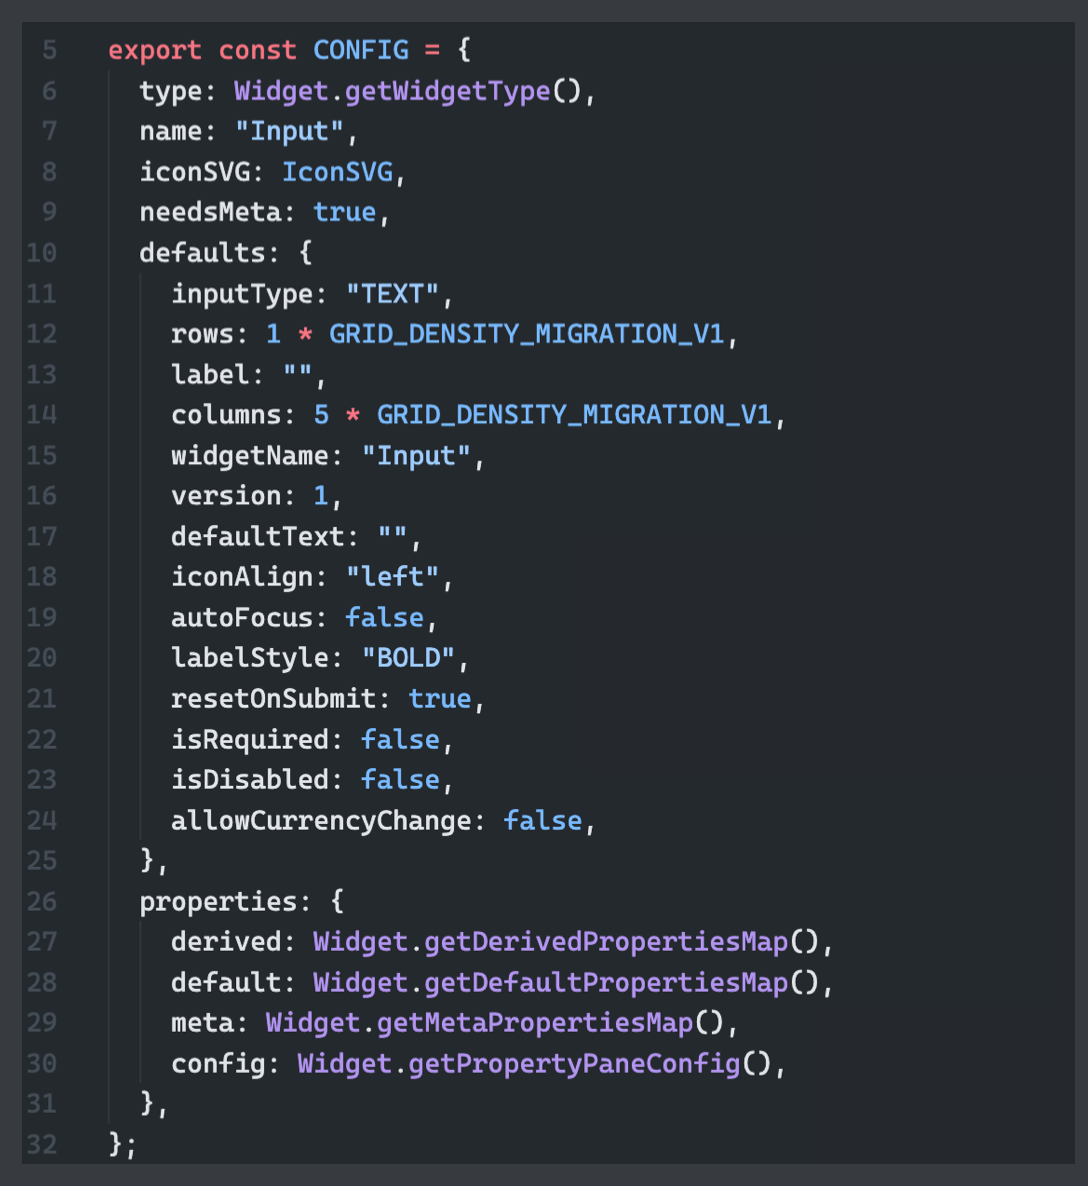 5 export const CONFIG = {
6   type: Widget.getWidgetType(),
7   name: "Input",
8   iconSVG: IconSVG,
9   needsMeta: true,
10   defaults: {
11     inputType: "TEXT",
12     rows: 1 * GRID_DENSITY_MIGRATION_V1,
13     label: "",
14     columns: 5 * GRID_DENSITY_MIGRATION_V1,
15     widgetName: "Input",
16     version: 1,
17     defaultText: "",
18     iconAlign: "left",
19     autoFocus: false,
20     labelStyle: "BOLD",
21     resetOnSubmit: true,
22     isRequired: false,
23     isDisabled: false,
24     allowCurrencyChange: false,
25   },
26   properties: {
27     derived: Widget.getDerivedPropertiesMap(),
28     default: Widget.getDefaultPropertiesMap(),
29     meta: Widget.getMetaPropertiesMap(),
30     config: Widget.getPropertyPaneConfig(),
31   },
32 };